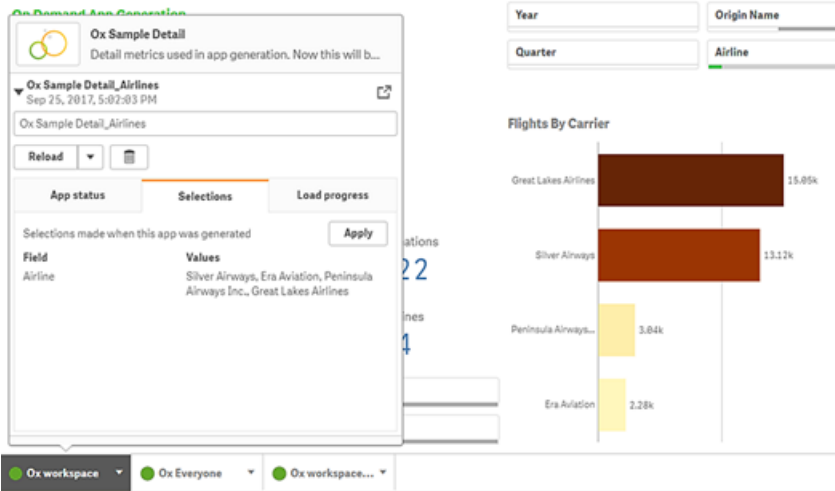 On Demand App Generation
Ox Sample Detail
Detail metrics used in app generation. Now this will b...
Ox Sample Detail_Airlines
Sep 25, 2017, 5:02:03 PM
Ox Sample Detail_Airlines
Reload
App status
Selections
Load progress
Selections made when this app was generated
Apply
Field
Values
Airline
Silver Airways, Era Aviation, Peninsula
Airways Inc., Great Lakes Airlines
ations
22
ines
4
Year
Origin Name
Quarter
Airline
Flights By Carrier
Great Lakes Airlines
15.05k
Silver Airways
13.12k
Peninsula Airways...
3.04k
Era Aviation
2.28k
Ox workspace
Ox Everyone
Ox workspace...